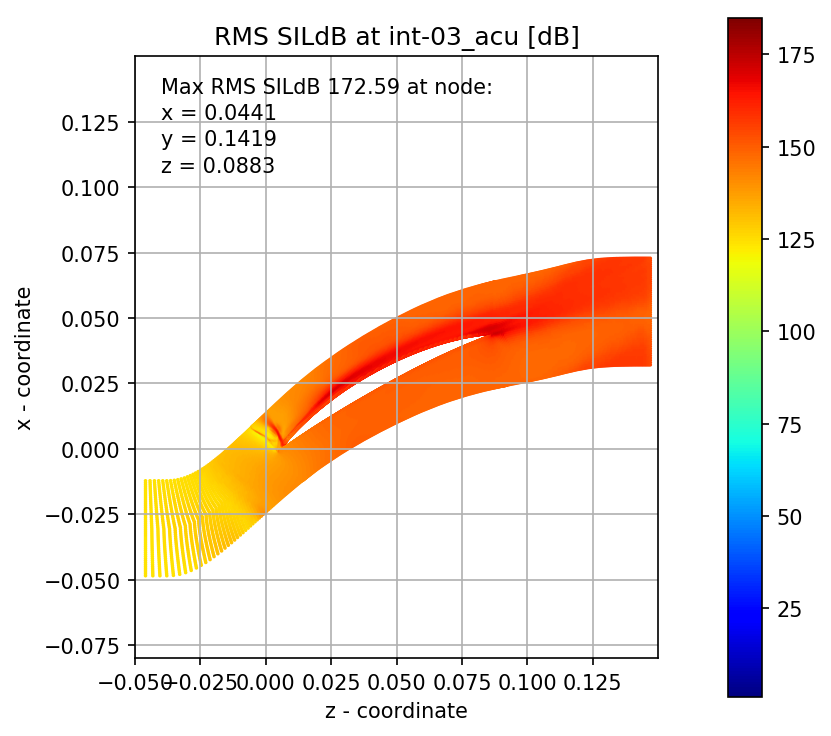 RMS SILdB at int-03_acu [dB]
Max RMS SILdB 172.59 at node:
x = 0.0441
y = 0.1419
z = 0.0883
0.125
0.100
0.075
0.050
0.025
0.000
−0.025
−0.050
−0.075
x - coordinate
−0.050 −0.025 0.000 0.025 0.050 0.075 0.100 0.125
z - coordinate
175
150
125
100
75
50
25